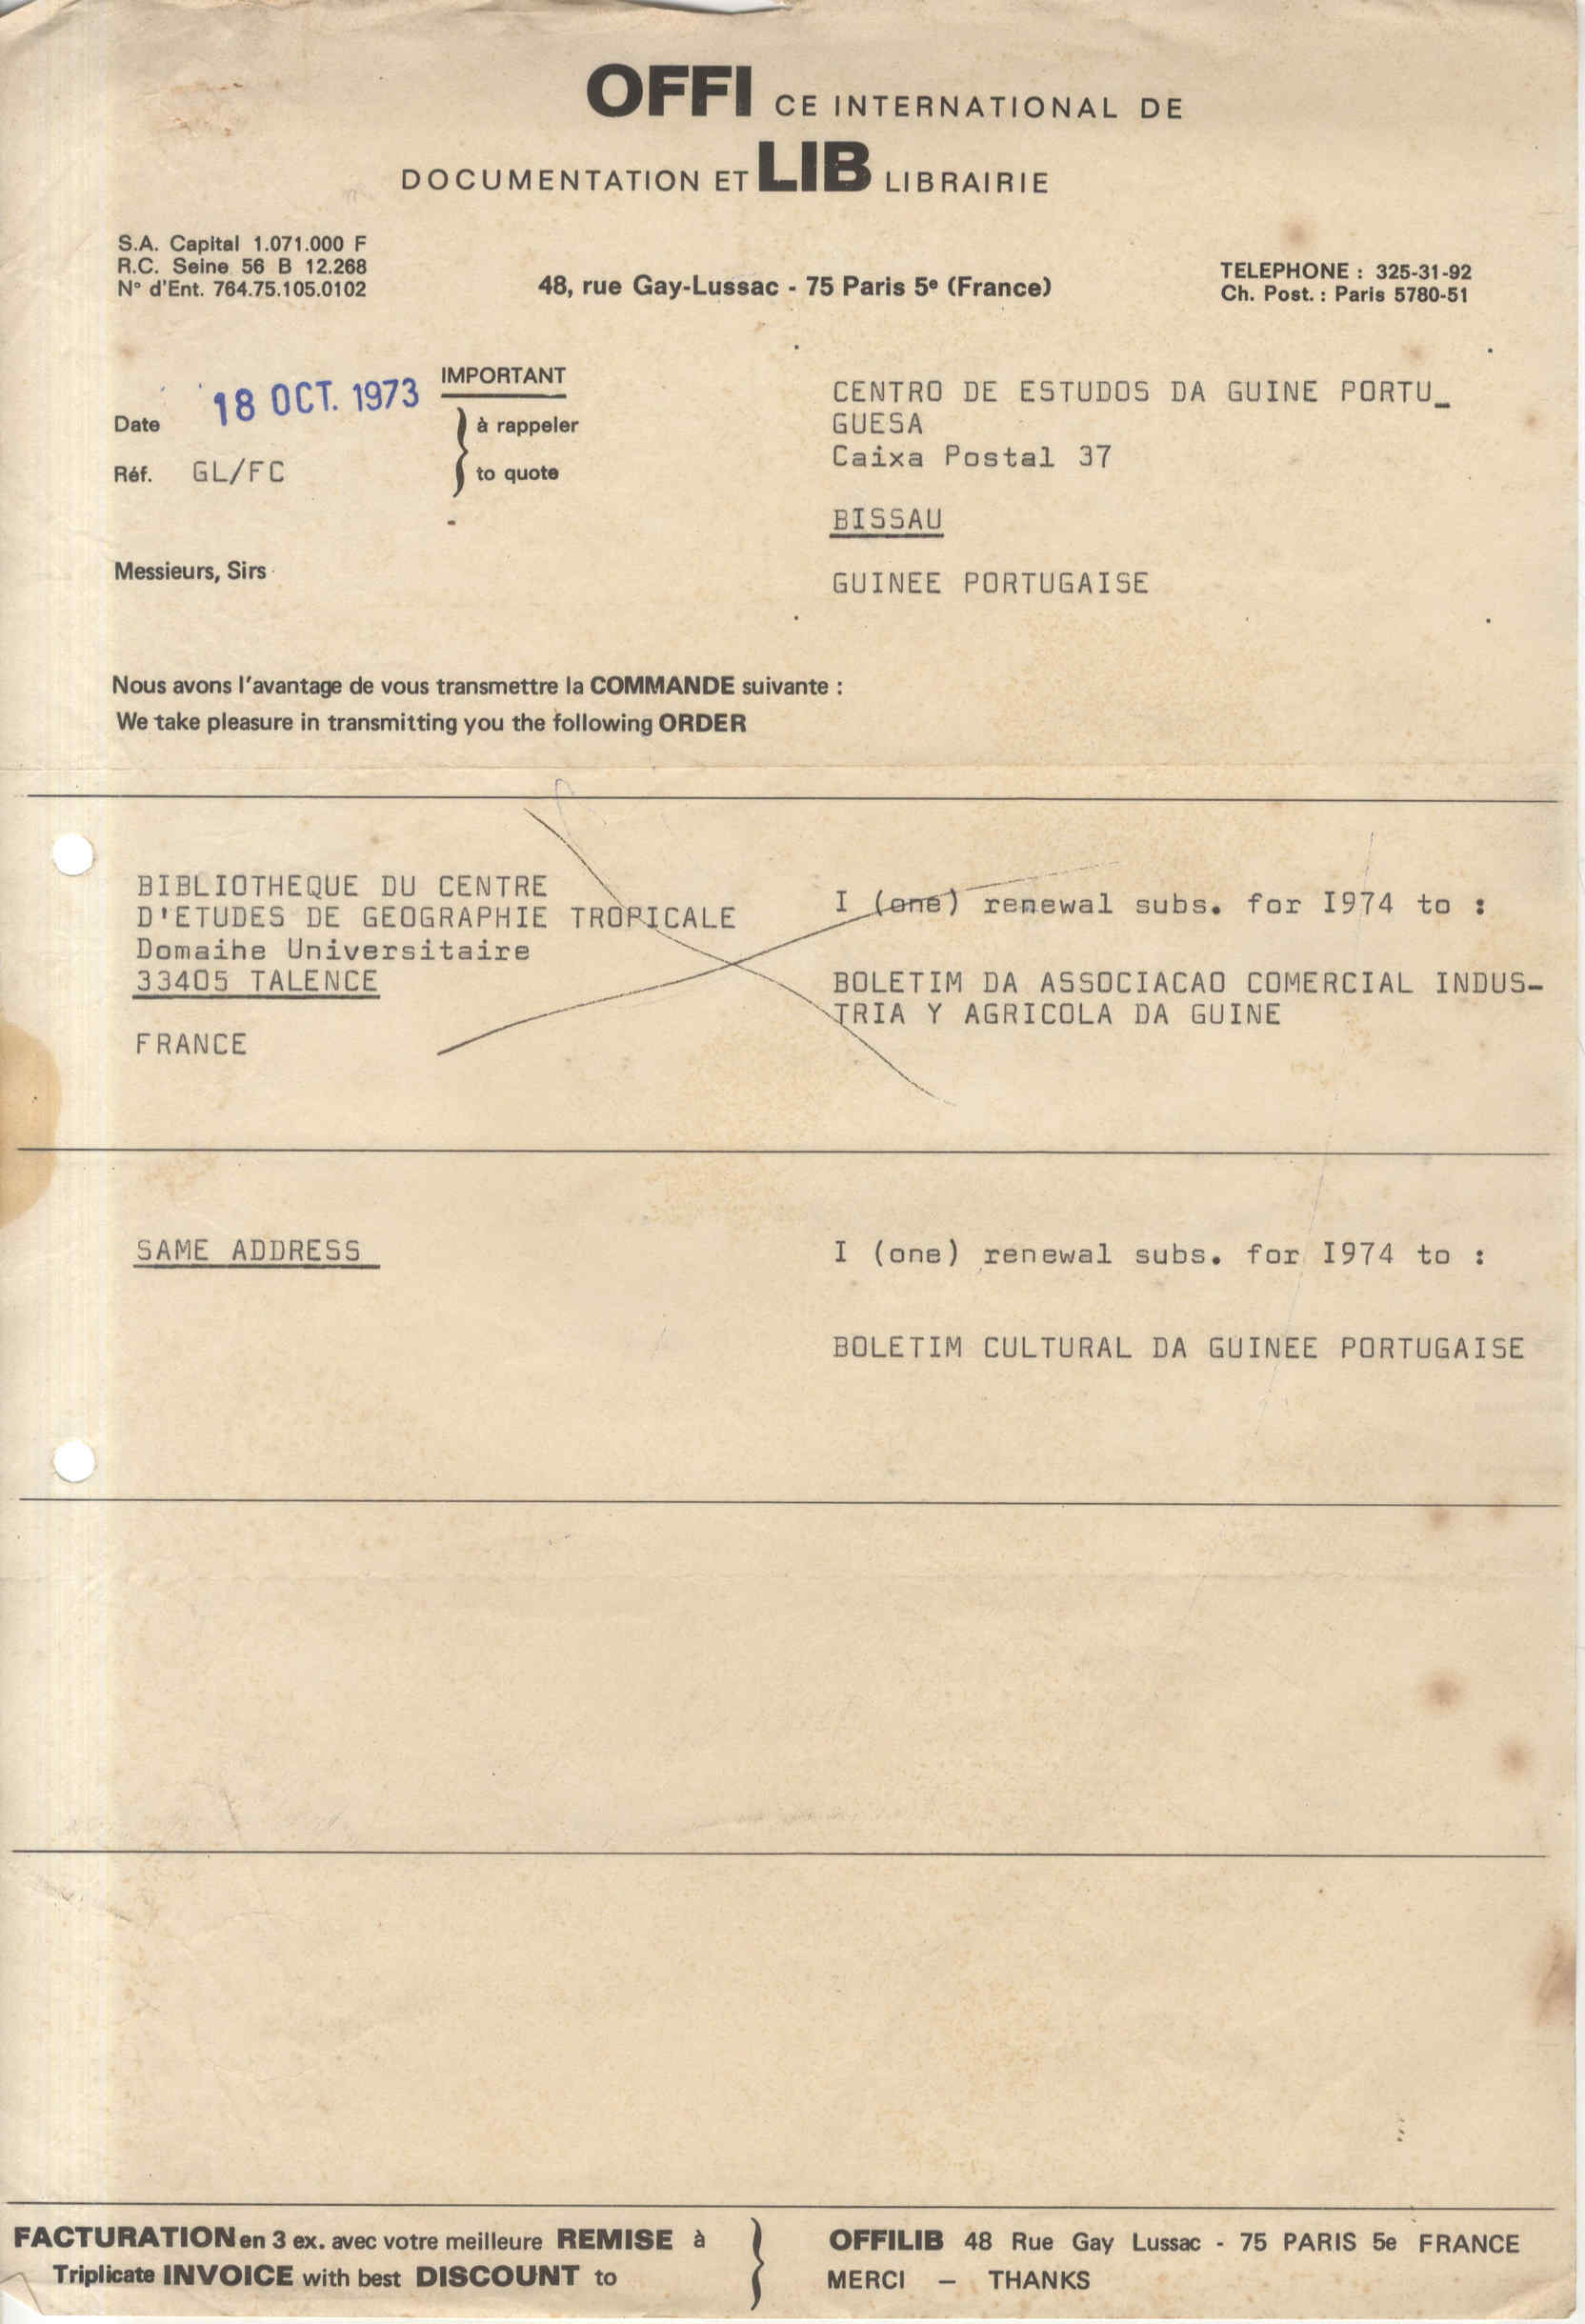 OFFI CE INTERNATIONAL DE
DOCUMENTATION ET LIB LIBRAIRIE
S.A. Capital 1.071.000 F
R.C. Seine 56 B 12.268
N° d'Ent. 764.75.105.0102
48, rue Gay-Lussac - 75 Paris 5e (France)
TELEPHONE : 325-31-92
Ch. Post. : Paris 5780-51
Date 18 OCT. 1973
Réf. GL/FC
IMPORTANT
à rappeler
to quote
CENTRO DE ESTUDOS DA GUINE PORTU_
GUESA
Caixa Postal 37
BISSAU
GUINEE PORTUGAISE
Messieurs, Sirs
Nous avons l'avantage de vous transmettre la COMMANDE suivante :
We take pleasure in transmitting you the following ORDER
BIBLIOTHEQUE DU CENTRE
D'ETUDES DE GEOGRAPHIE TROPICALE
Domaihe Universitaire
33405 TALENCE
FRANCE
I (one) renewal subs. for I974 to :
BOLETIM DA ASSOCIACAO COMERCIAL INDUS-
TRIA Y AGRICOLA DA GUINE
SAME ADDRESS
I (one) renewal subs. for I974 to :
BOLETIM CULTURAL DA GUINEE PORTUGAISE
FACTURATION en 3 ex. avec votre meilleure REMISE à
Triplicate INVOICE with best DISCOUNT to
OFFILIB 48 Rue Gay Lussac - 75 PARIS 5e FRANCE
MERCI — THANKS